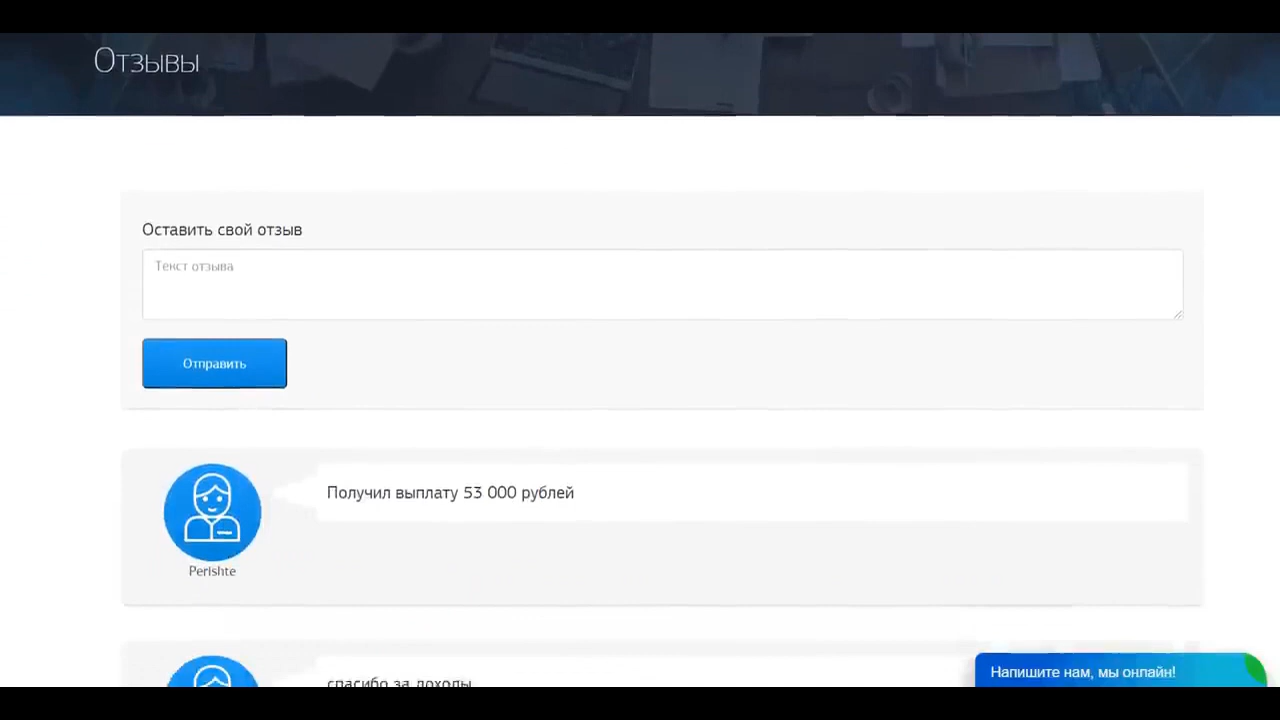 Отзывы
Оставить свой отзыв
Текст отзыва
Отправить
Получил выплату 53 000 рублей
Perishte
спасибо за доходы
Напишите нам, мы онлайн!